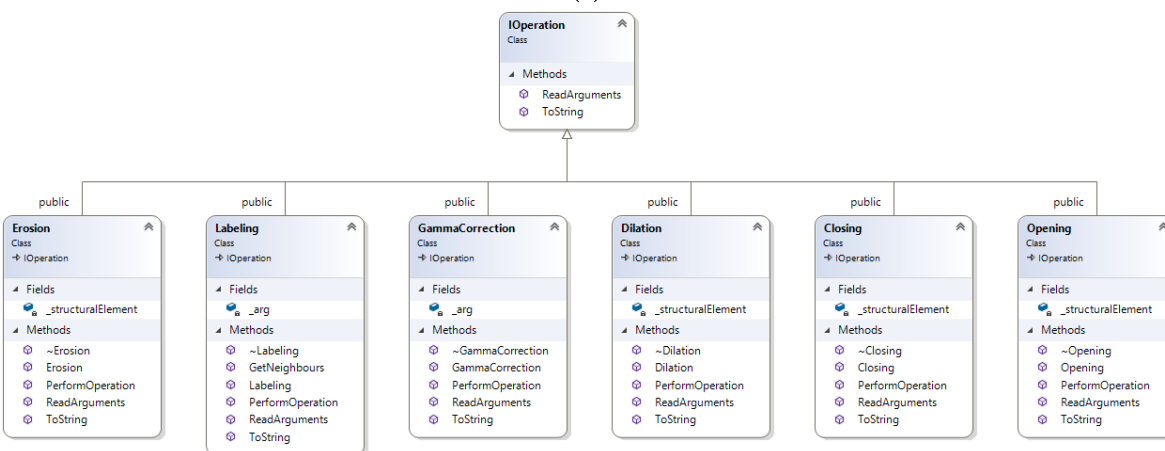 IOperation
Class
Methods
ReadArguments
ToString
public
public
public
public
public
public
Erosion
Class
IOperation
Fields
_structuralElement
Methods
~Erosion
Erosion
PerformOperation
ReadArguments
ToString
Labeling
Class
IOperation
Fields
_arg
Methods
~Labeling
GetNeighbours
Labeling
PerformOperation
ReadArguments
ToString
GammaCorrection
Class
IOperation
Fields
_arg
Methods
~GammaCorrection
GammaCorrection
PerformOperation
ReadArguments
ToString
Dilation
Class
IOperation
Fields
_structuralElement
Methods
~Dilation
Dilation
PerformOperation
ReadArguments
ToString
Closing
Class
IOperation
Fields
_structuralElement
Methods
~Closing
Closing
PerformOperation
ReadArguments
ToString
Opening
Class
IOperation
Fields
_structuralElement
Methods
~Opening
Opening
PerformOperation
ReadArguments
ToString